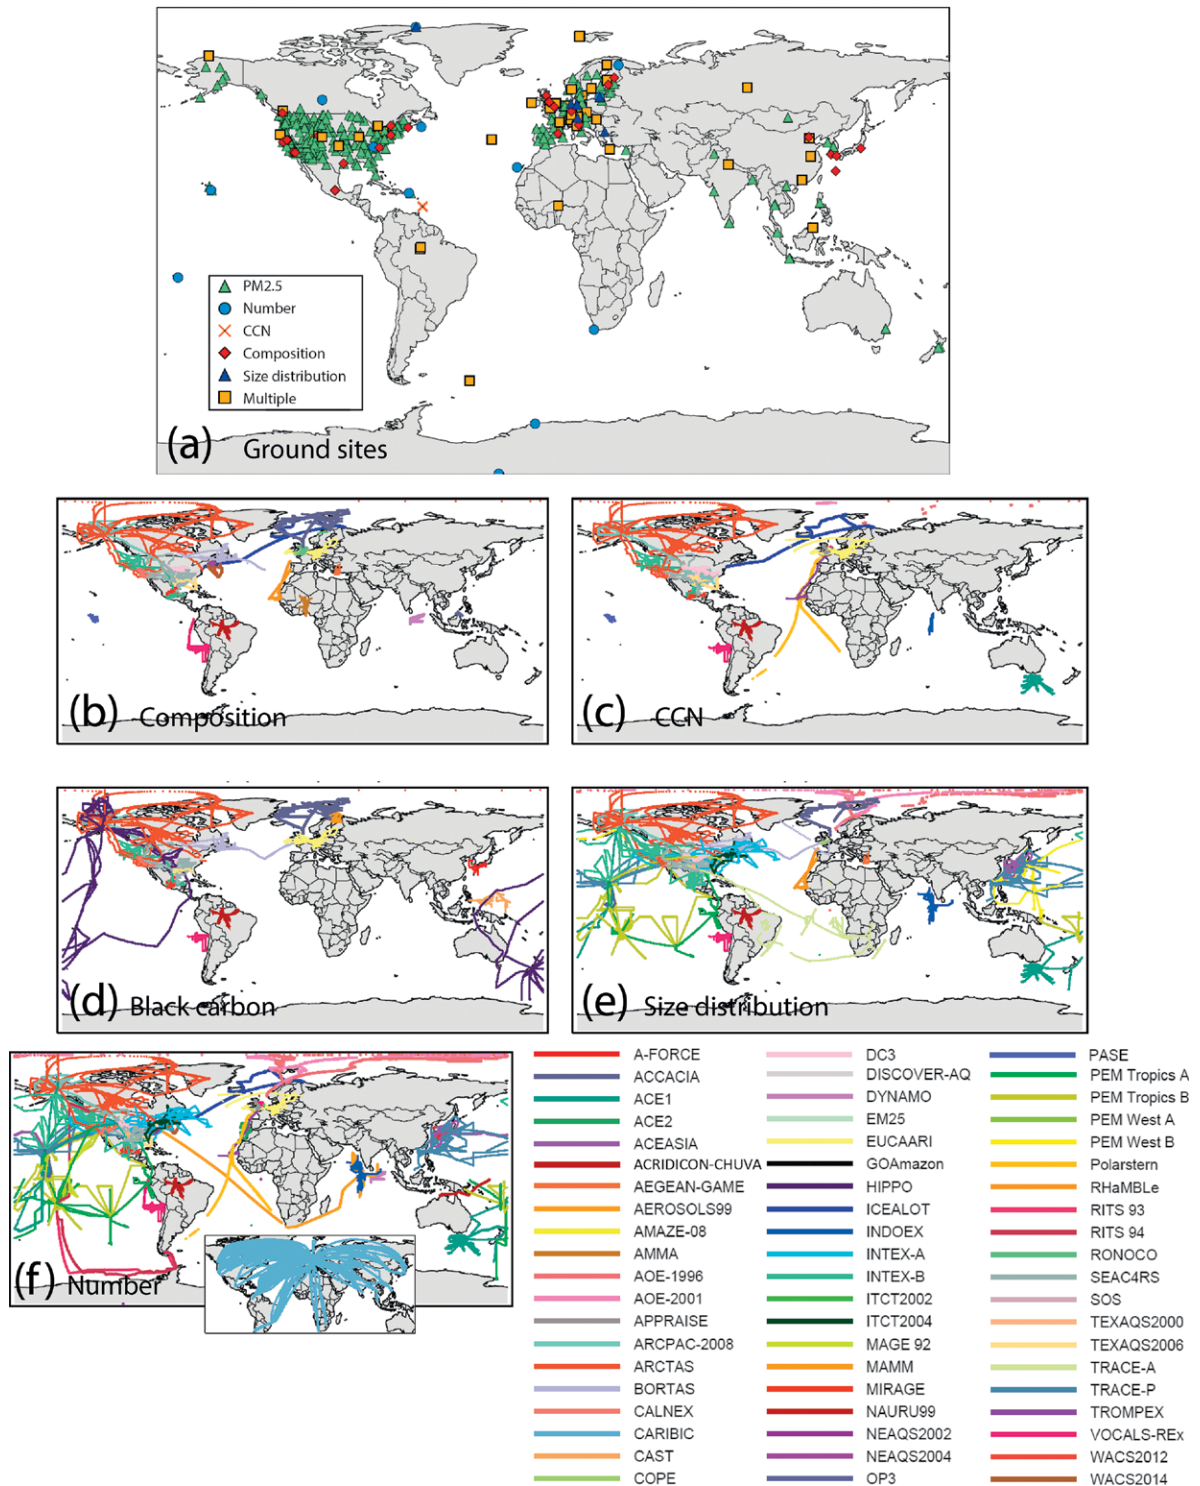 PM2.5
Number
CCN
Composition
Size distribution
Multiple
(a) Ground sites
(b) Composition
(c) CCN
(d) Black carbon
(e) Size distribution
(f) Number
A-FORCE
ACCACIA
ACE1
ACE2
ACEASIA
ACRIDICON-CHUVA
AEGEAN-GAME
AEROSOLS99
AMAZE-08
AMMA
AOE-1996
AOE-2001
APPRAISE
ARCPAC-2008
ARCTAS
BORTAS
CALNEX
CARIBIC
CAST
COPE
DC3
DISCOVER-AQ
DYNAMO
EM25
EUCAARI
GOAmazon
HIPPO
ICEALOT
INDOEX
INTEX-A
INTEX-B
ITCT2002
ITCT2004
MAGE 92
MAMM
MIRAGE
NAURU99
NEAQS2002
NEAQS2004
OP3
PASE
PEM Tropics A
PEM Tropics B
PEM West A
PEM West B
Polarstern
RHaMBLe
RITS 93
RITS 94
RONOCO
SEAC4RS
SOS
TEXAQS2000
TEXAQS2006
TRACE-A
TRACE-P
TROMPEX
VOCALS-REx
WACS2012
WACS2014